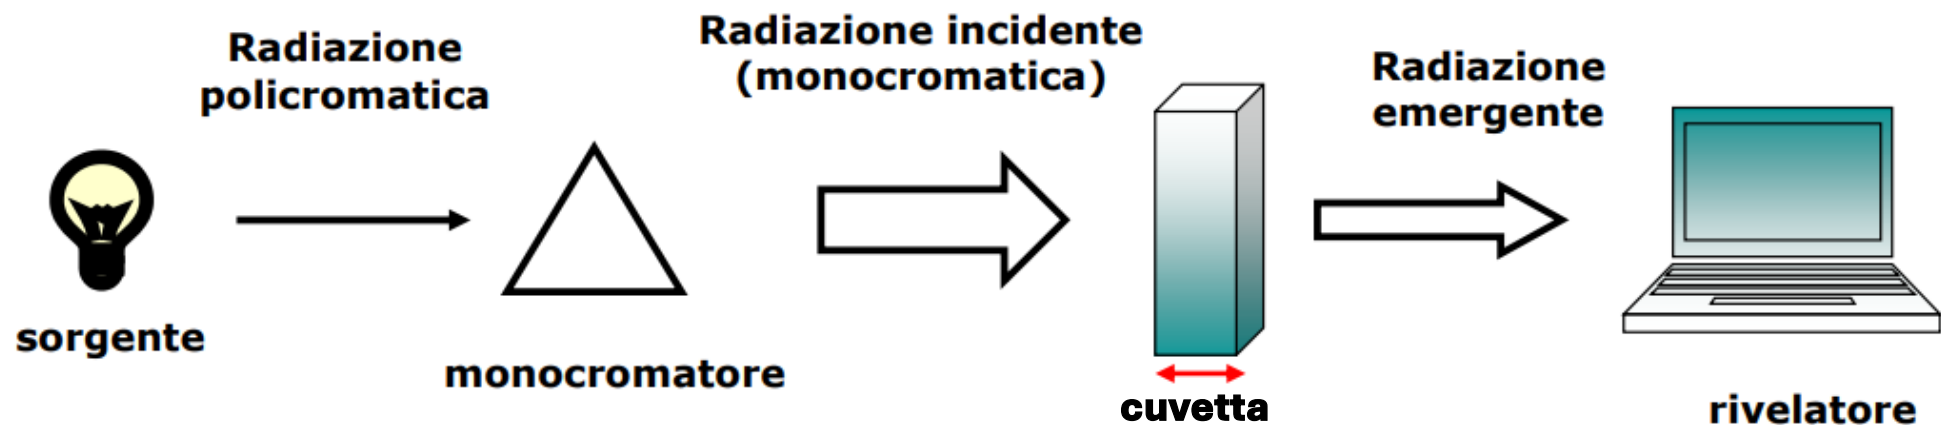 Radiazione
policromatica
Radiazione incidente
(monocromatica)
Radiazione
emergente
sorgente
monocromatore
cuvetta
rivelatore